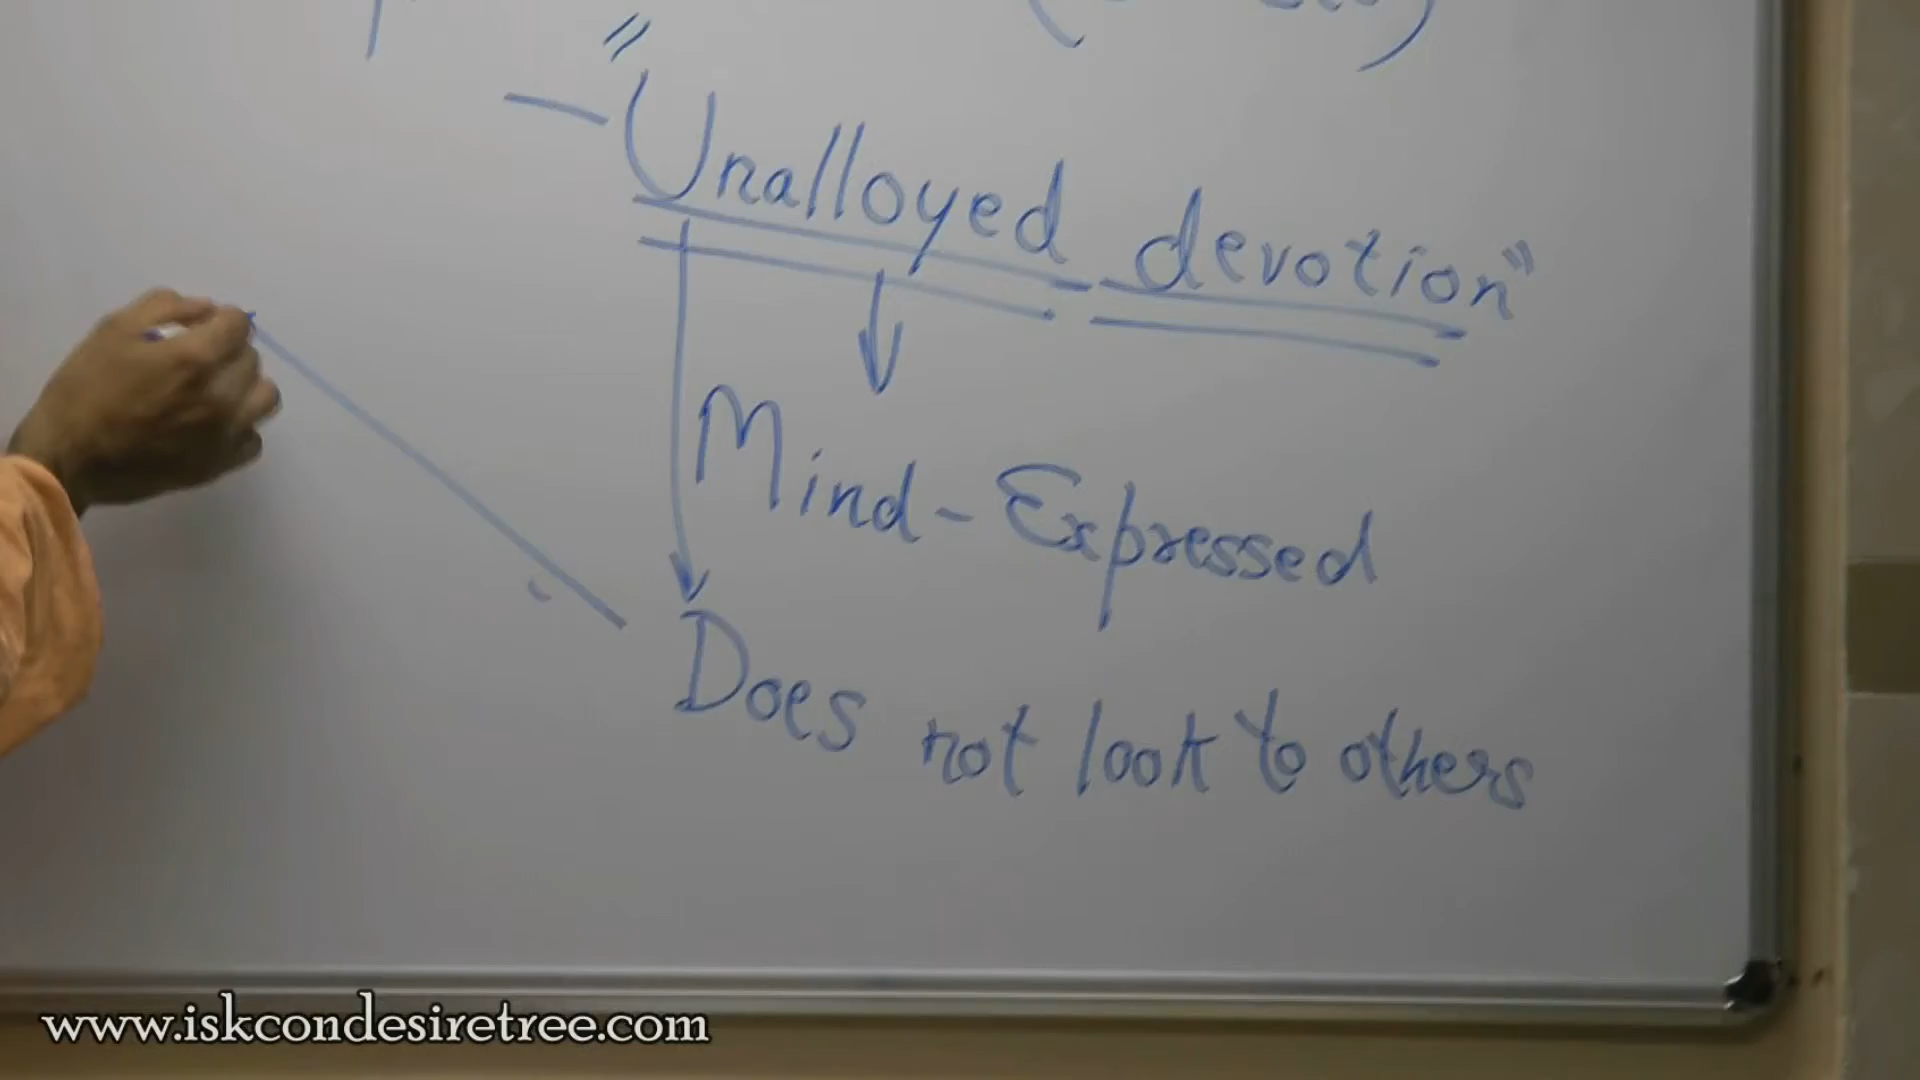 – "Unalloyed devotion"
Mind-Expressed
Does not look to others
www.iskcondesiretree.com